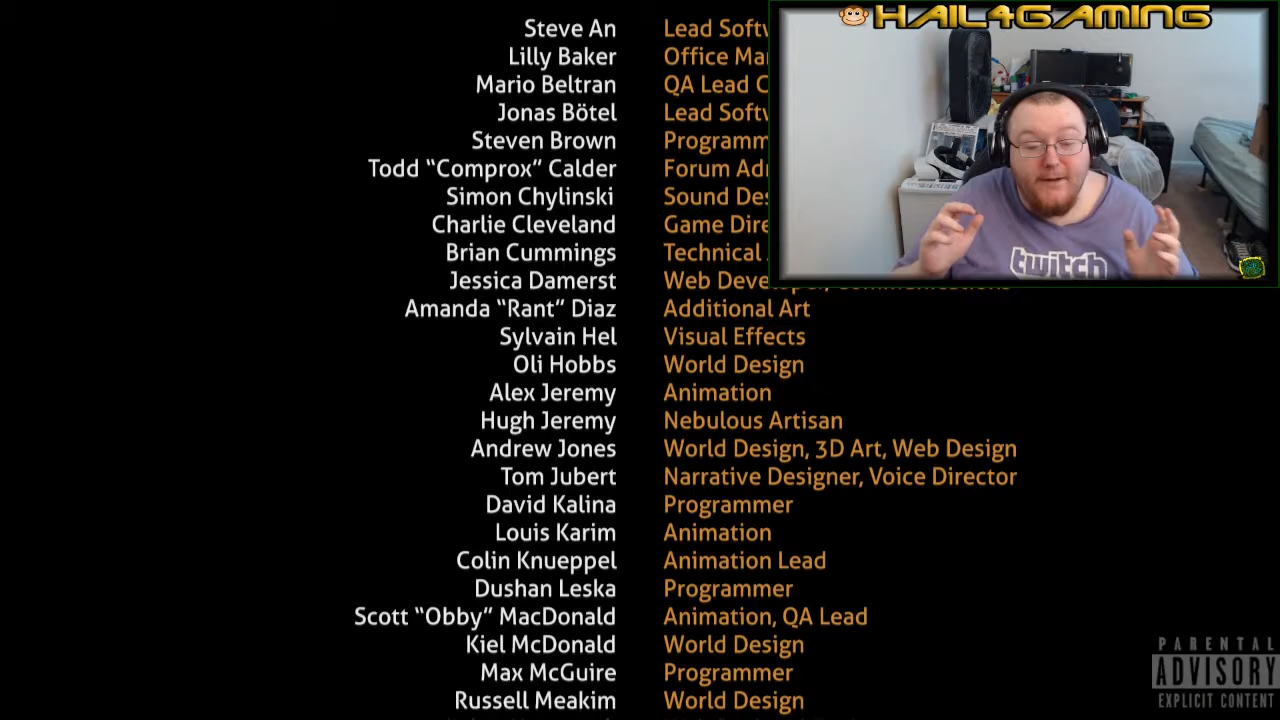 HAIL4GAMING
Steve An Lead Softw
Lilly Baker Office Ma
Mario Beltran QA Lead C
Jonas Bötel Lead Softw
Steven Brown Programm
Todd “Comprox” Calder Forum Ad
Simon Chylinski Sound Des
Charlie Cleveland Game Dire
Brian Cummings Technical
Jessica Damerst Web Developer, Communications
Amanda “Rant” Diaz Additional Art
Sylvain Hel Visual Effects
Oli Hobbs World Design
Alex Jeremy Animation
Hugh Jeremy Nebulous Artisan
Andrew Jones World Design, 3D Art, Web Design
Tom Jubert Narrative Designer, Voice Director
David Kalina Programmer
Louis Karim Animation
Colin Knueppel Animation Lead
Dushan Leska Programmer
Scott “Obby” MacDonald Animation, QA Lead
Kiel McDonald World Design
Max McGuire Programmer
Russell Meakim World Design
twitch
PARENTAL
ADVISORY
EXPLICIT CONTENT